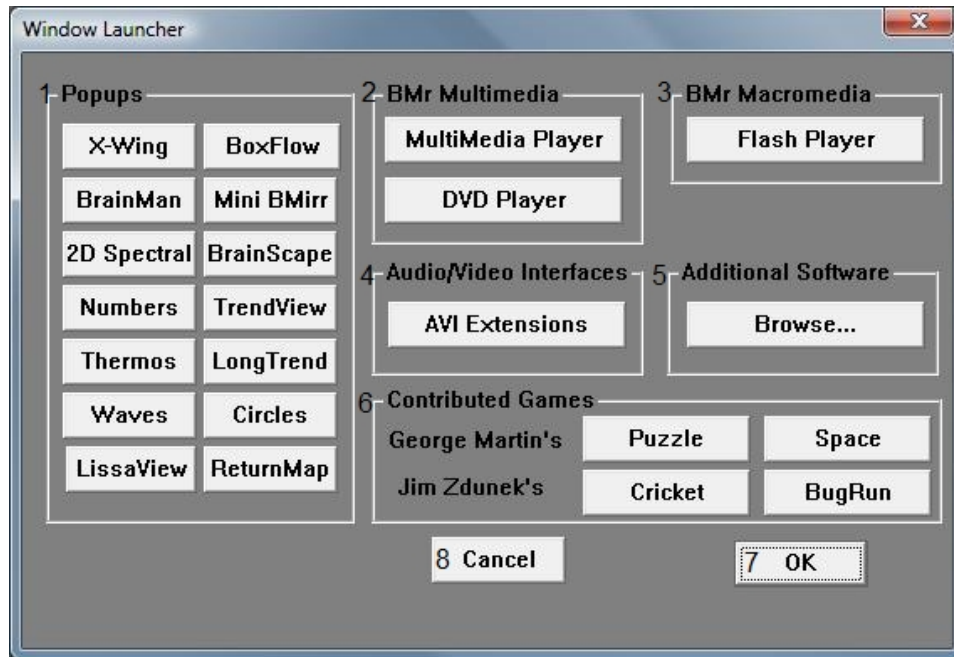 Window Launcher
1 Popups
X-Wing BoxFlow
BrainMan Mini BMirr
2D Spectral BrainScape
Numbers TrendView
Thermos LongTrend
Waves Circles
LissaView ReturnMap
2 BMr Multimedia
MultiMedia Player
DVD Player
3 BMr Macromedia
Flash Player
4 Audio/Video Interfaces
AVI Extensions
5 Additional Software
Browse...
6 Contributed Games
George Martin's Puzzle Space
Jim Zdunek's Cricket BugRun
8 Cancel
7 OK